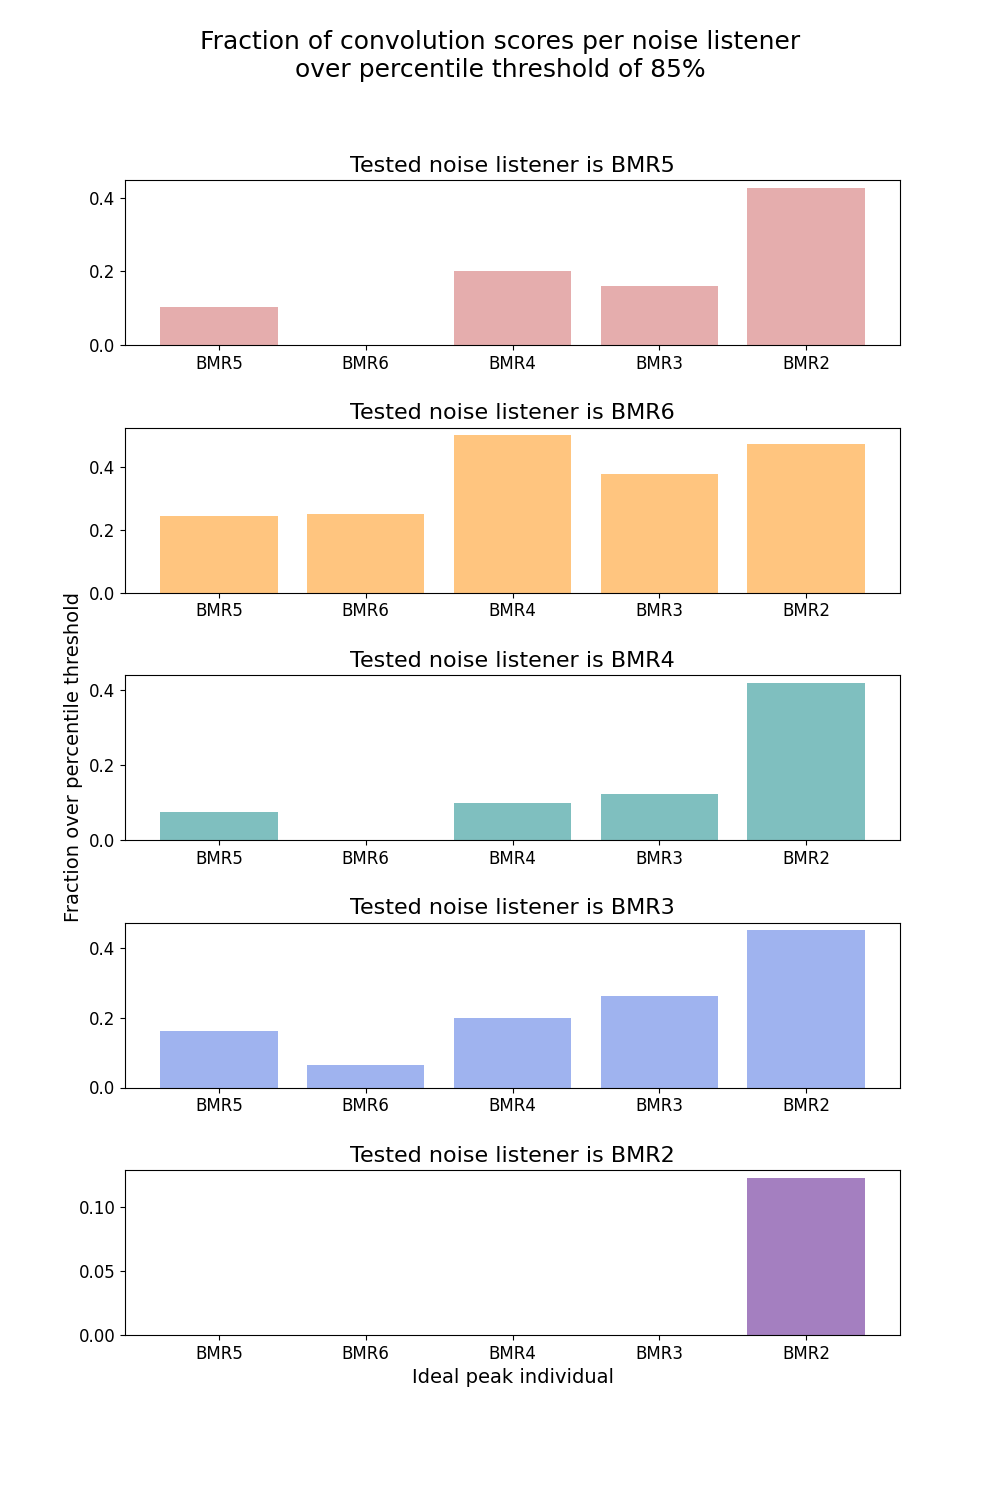 Fraction of convolution scores per noise listener
over percentile threshold of 85%
Tested noise listener is BMR5
0.4
0.2
0.0
BMR5 BMR6 BMR4 BMR3 BMR2
Tested noise listener is BMR6
0.4
0.2
0.0
BMR5 BMR6 BMR4 BMR3 BMR2
Fraction over percentile threshold
Tested noise listener is BMR4
0.4
0.2
0.0
BMR5 BMR6 BMR4 BMR3 BMR2
Tested noise listener is BMR3
0.4
0.2
0.0
BMR5 BMR6 BMR4 BMR3 BMR2
Tested noise listener is BMR2
0.10
0.05
0.00
BMR5 BMR6 BMR4 BMR3 BMR2
Ideal peak individual